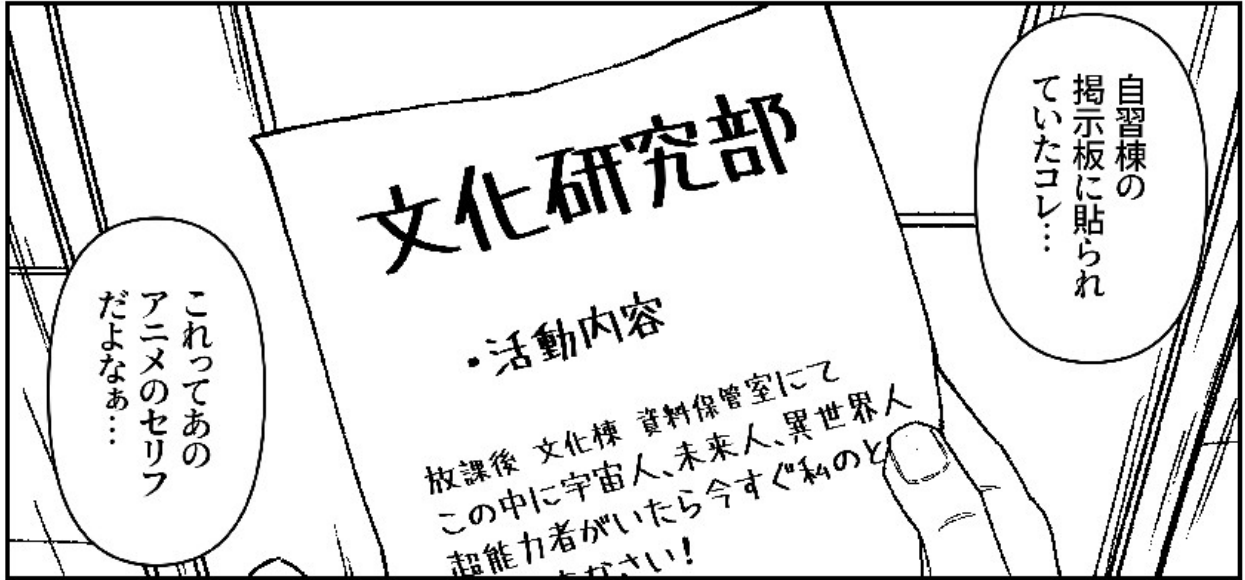 自習棟の
掲示板に貼られ
ていたコレ…
文化研究部
・活動内容
放課後 文化棟 資料保管室にて
この中に宇宙人、未来人、異世界人
超能力者がいたら今すぐ私のと
なさい!
これってあの
アニメのセリフ
だよなぁ…